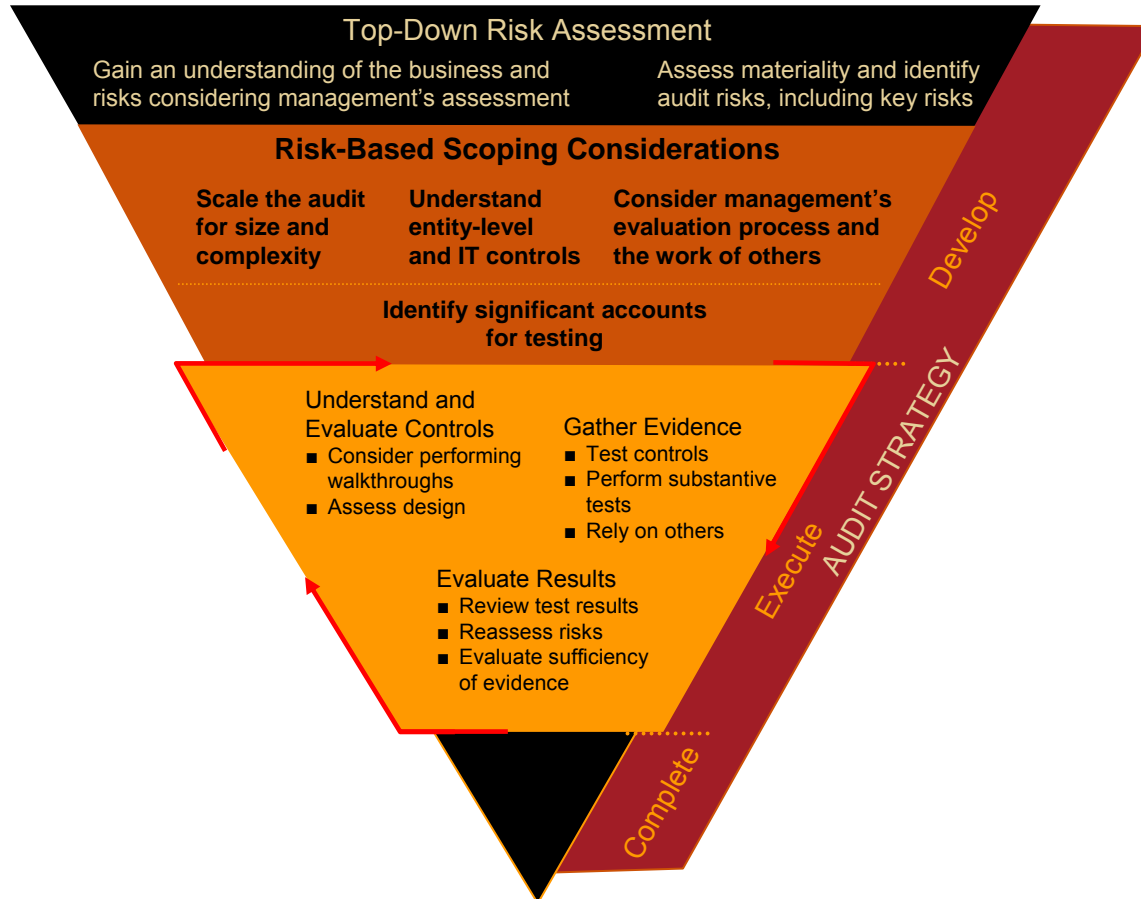 Top-Down Risk Assessment
Gain an understanding of the business and
risks considering management's assessment
Assess materiality and identify
audit risks, including key risks
Risk-Based Scoping Considerations
Scale the audit
for size and
complexity
Understand
entity-level
and IT controls
Consider management's
evaluation process and
the work of others
Identify significant accounts
for testing
Understand and
Evaluate Controls
■ Consider performing
walkthroughs
■ Assess design
Gather Evidence
■ Test controls
■ Perform substantive
tests
■ Rely on others
Evaluate Results
■ Review test results
■ Reassess risks
■ Evaluate sufficiency
of evidence
Develop
AUDIT STRATEGY
Execute
Complete